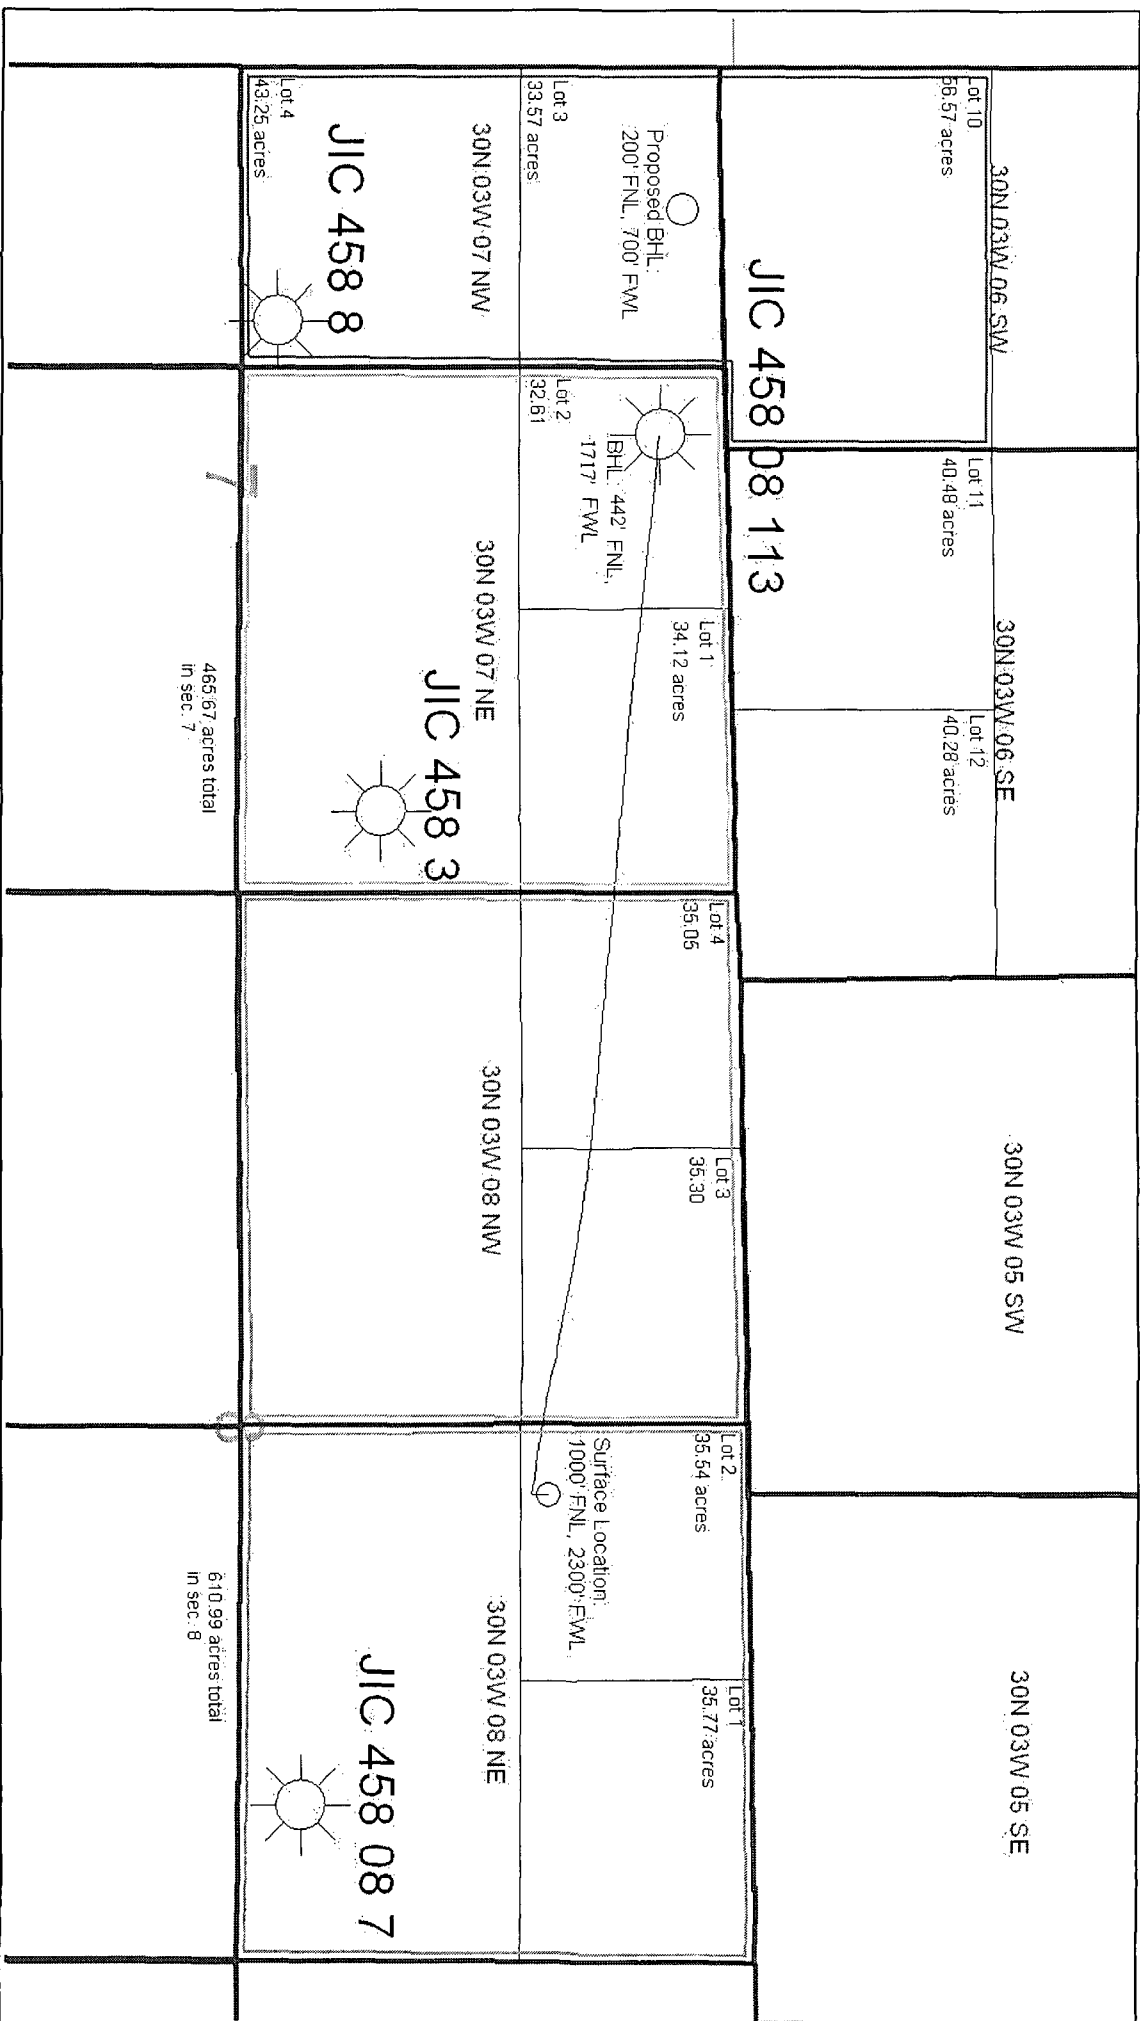 30N 03W 06 SW
30N 03W 06 SE
30N 03W 05 SW
30N 03W 05 SE
Lot 10
56.57 acres
Lot 11
40.48 acres
Lot 12
40.28 acres
JIC 458 08 113
Proposed BHL:
200' FNL, 700' FWL
Lot 3
33.57 acres
BHL: 442' FNL,
1717' FWL
Lot 2
32.61
Lot 1
34.12 acres
Lot 4
35.05
Lot 3
35.30
Lot 2
35.54 acres
Lot 1
35.77 acres
Surface Location:
1000' FNL, 2300' FWL
30N 03W 07 NW
30N 03W 07 NE
30N 03W 08 NW
30N 03W 08 NE
JIC 458 8
JIC 458 3
JIC 458 08 7
Lot 4
43.25 acres
7
8
465.67 acres total
in sec. 7
610.99 acres total
in sec. 8